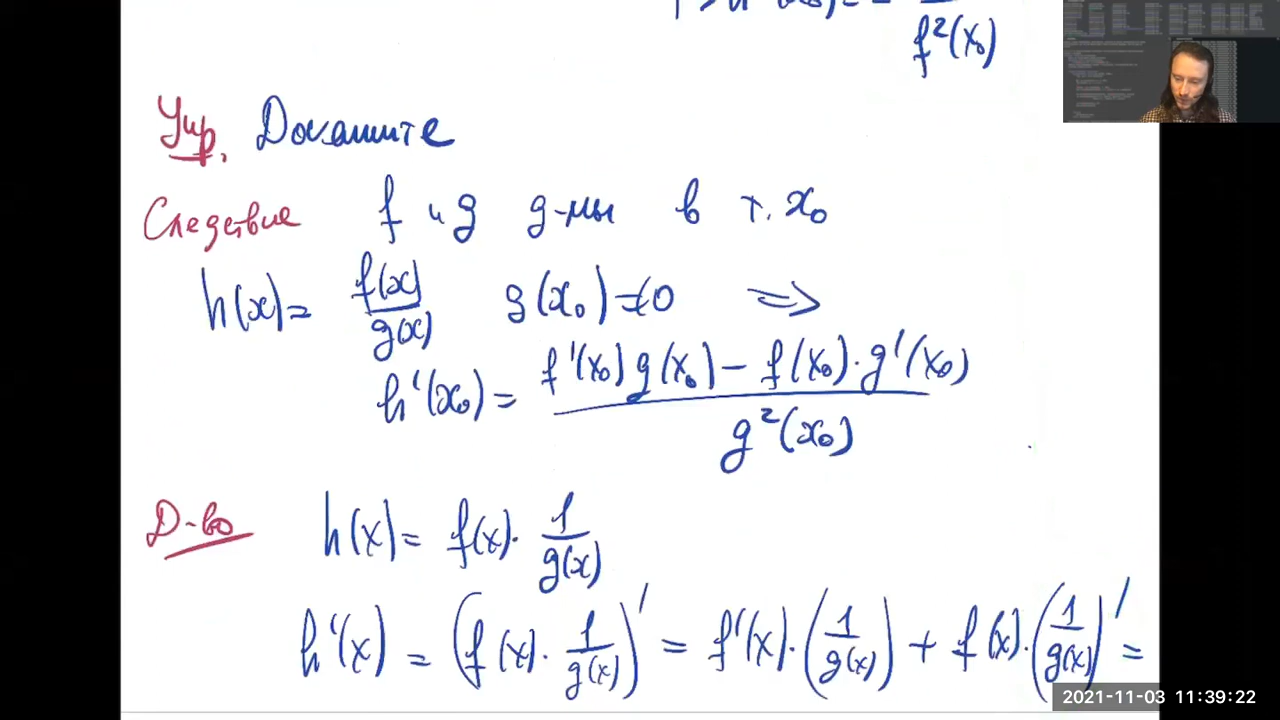 f²(x₀)
Упр. Докажите
Следствие f и g д-мы в т. x₀
h(x) = f(x)/g(x) g(x₀) ≠ 0 ⇒
h'(x₀) = (f'(x₀) g(x₀) − f(x₀) · g'(x₀)) / g²(x₀)
Д-во h(x) = f(x) · 1/g(x)
h'(x) = (f(x) · 1/g(x))' = f'(x) · (1/g(x)) + f(x) · (1/g(x))' =
2021-11-03 11:39:22